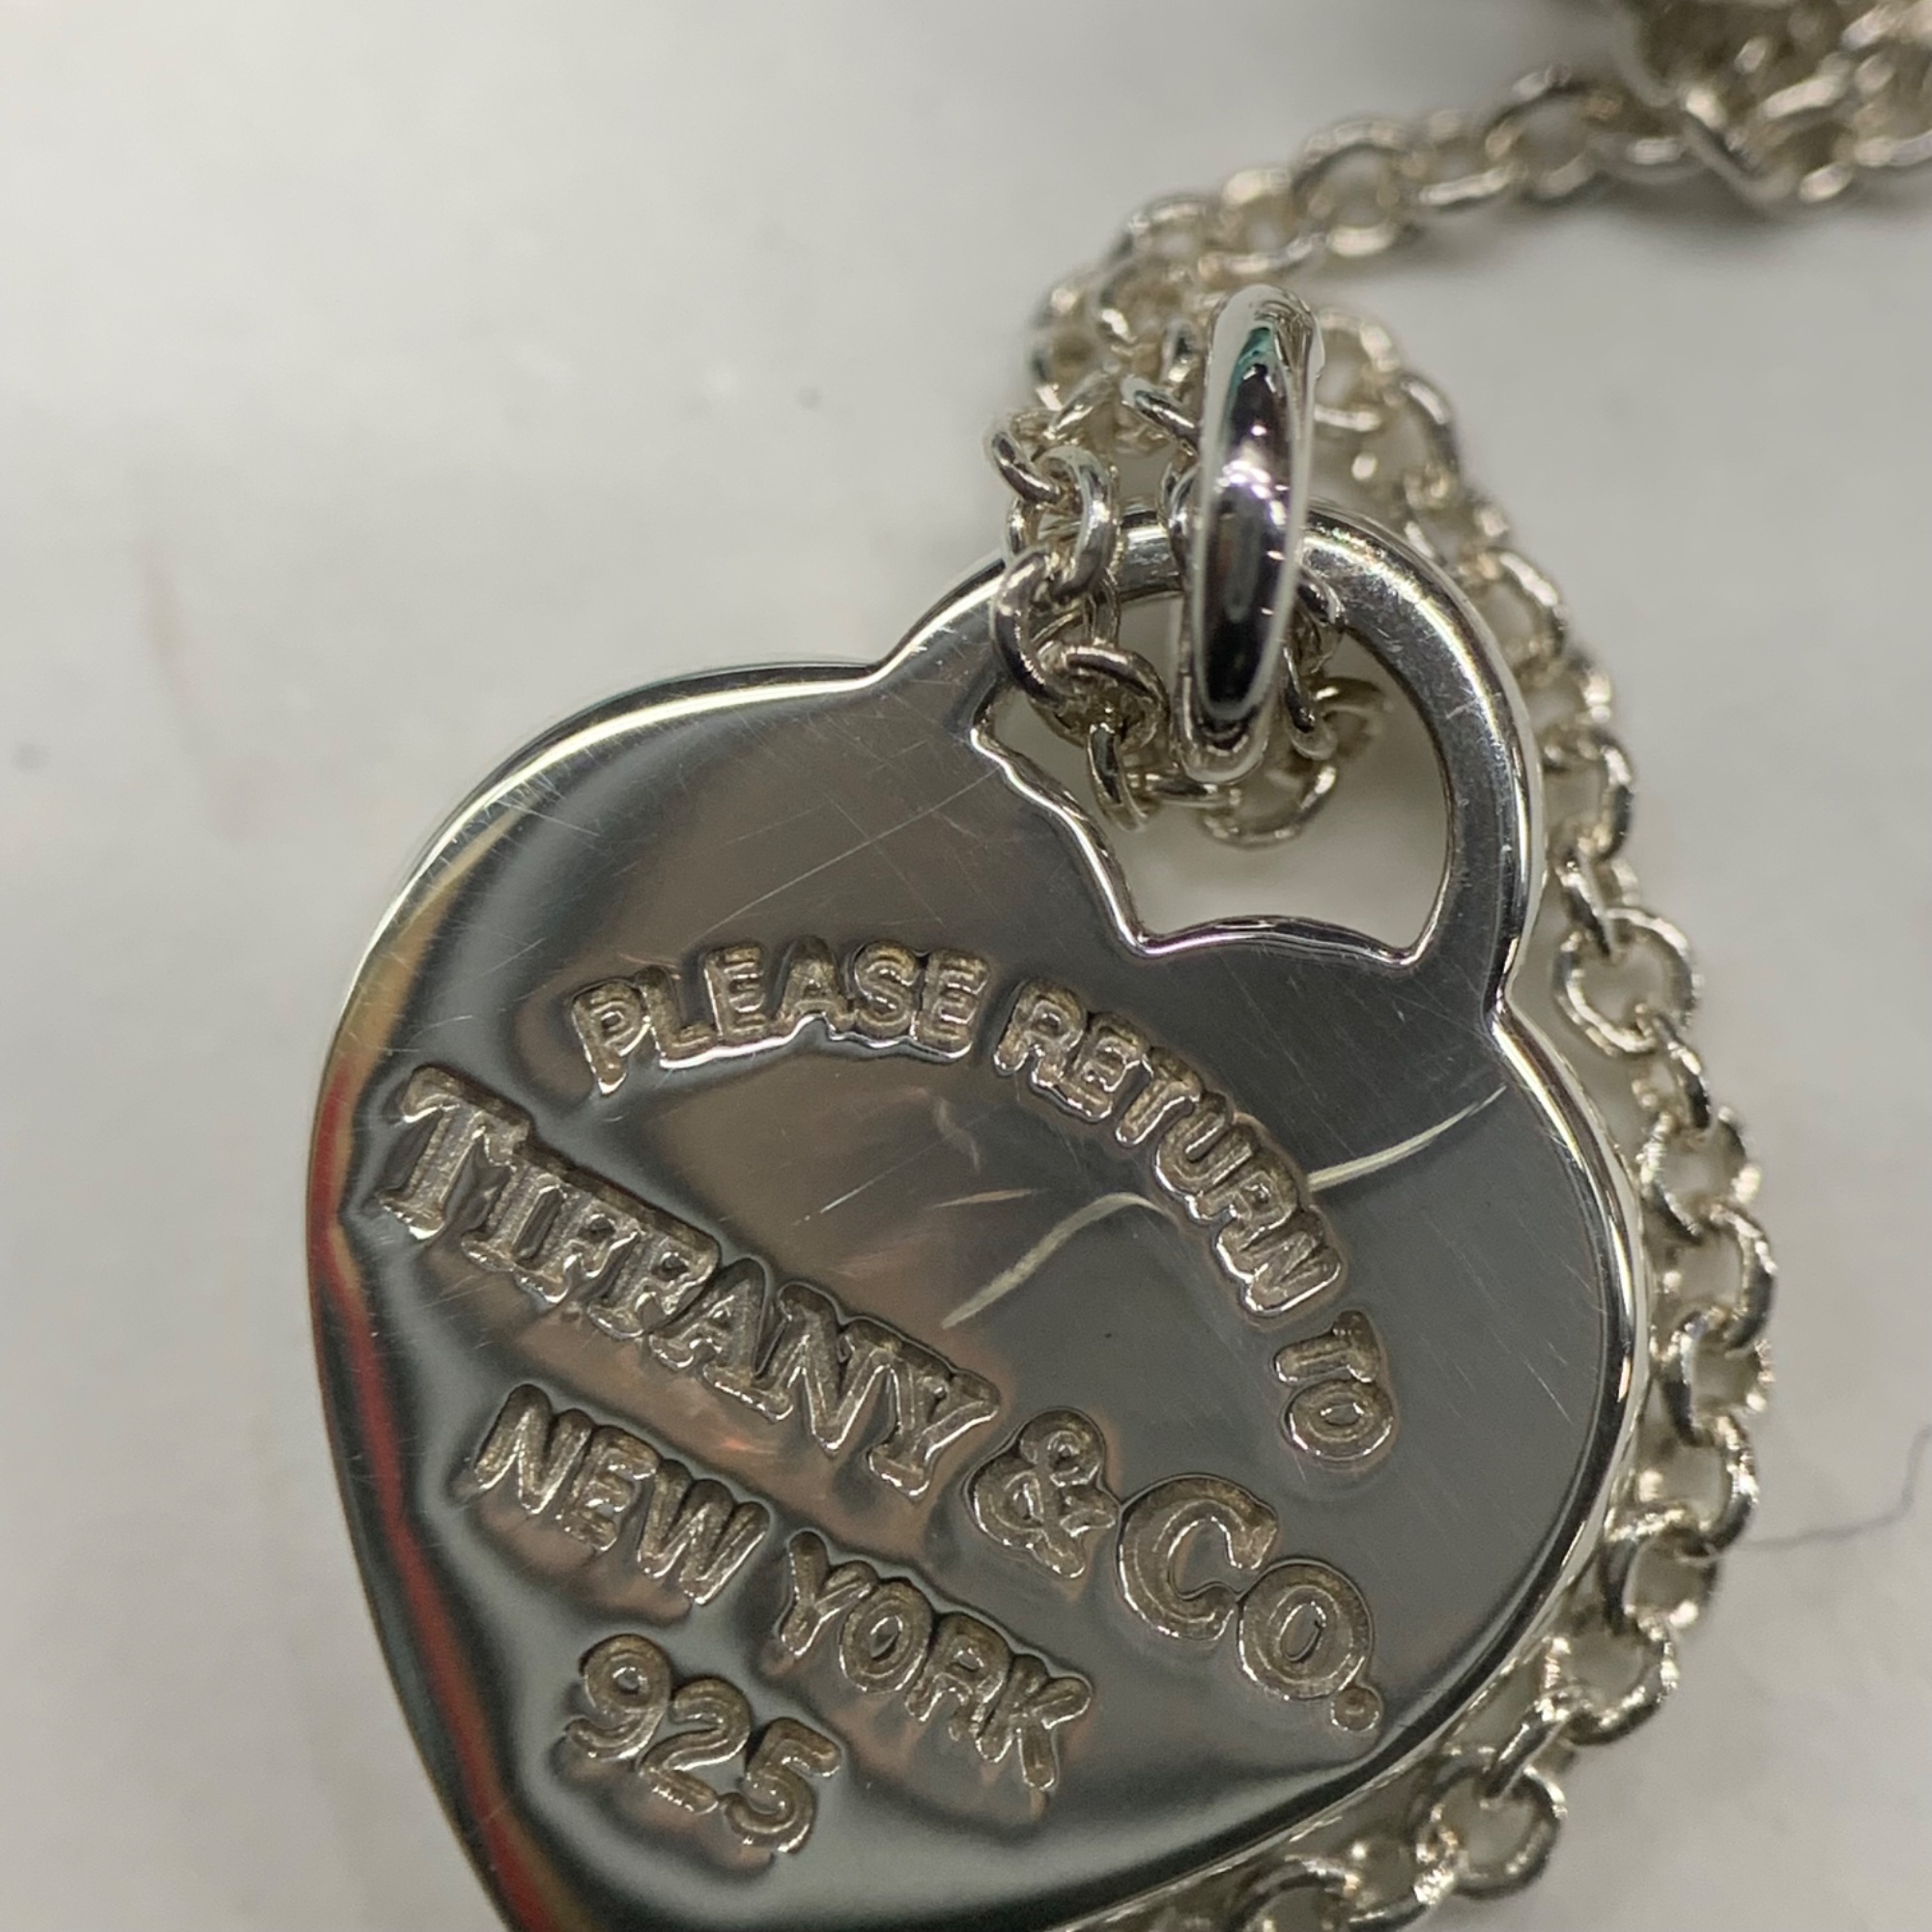 PLEASE RETURN TO
TIFFANY & CO.
NEW YORK
925